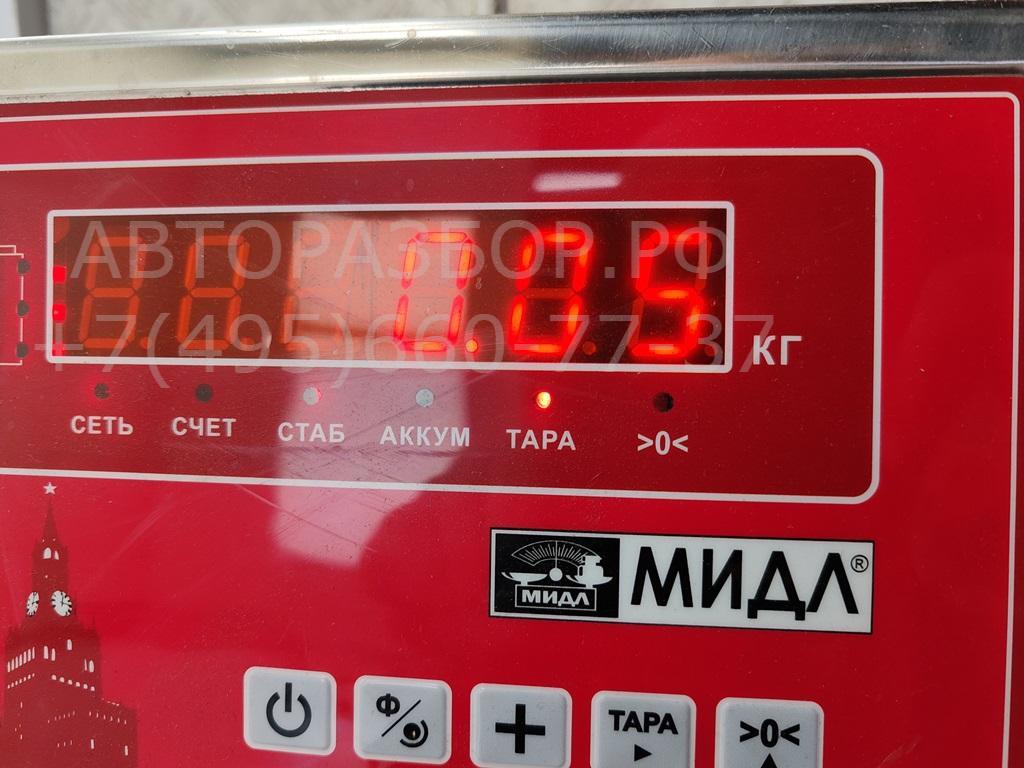 АВТОРАЗБОР.РФ
0.05
+7(495)660-77-37
кг
СЕТЬ СЧЕТ СТАБ АККУМ ТАРА >0<
МИДЛ МИДЛ®
Ф/ + ТАРА >0<